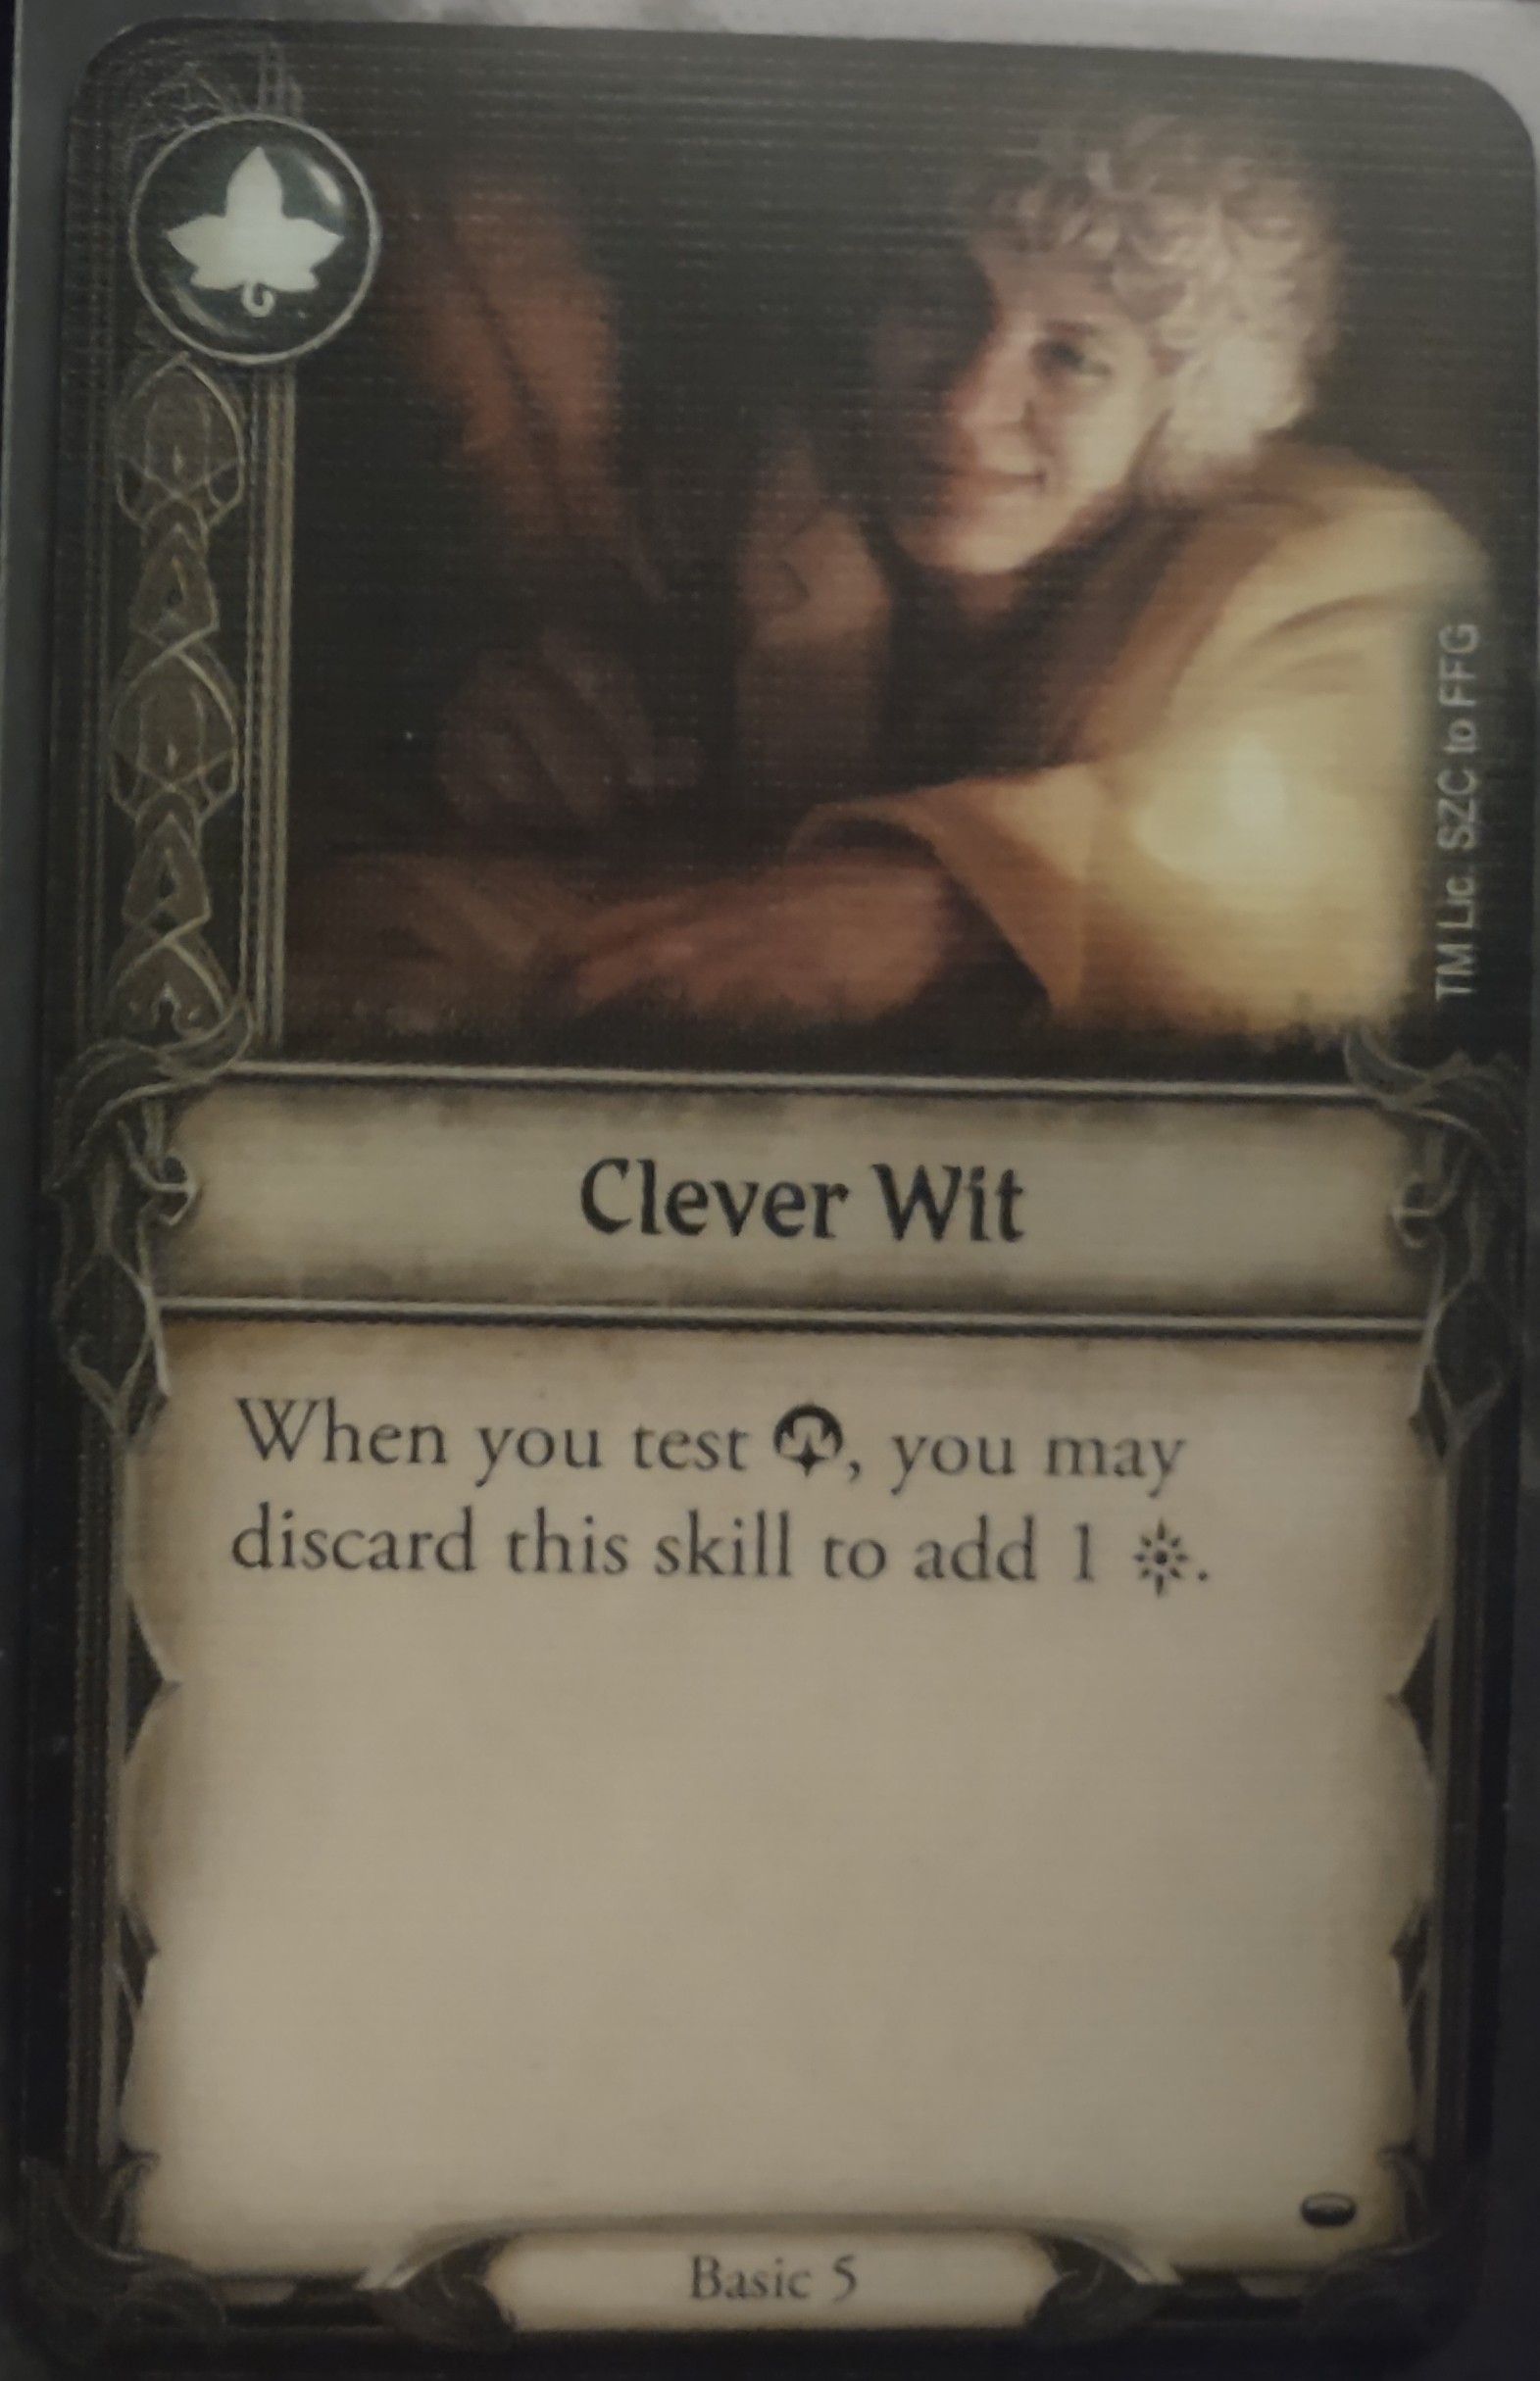 TM Lic. SZC to FFG
Clever Wit
When you test , you may
discard this skill to add 1 .
Basic 5